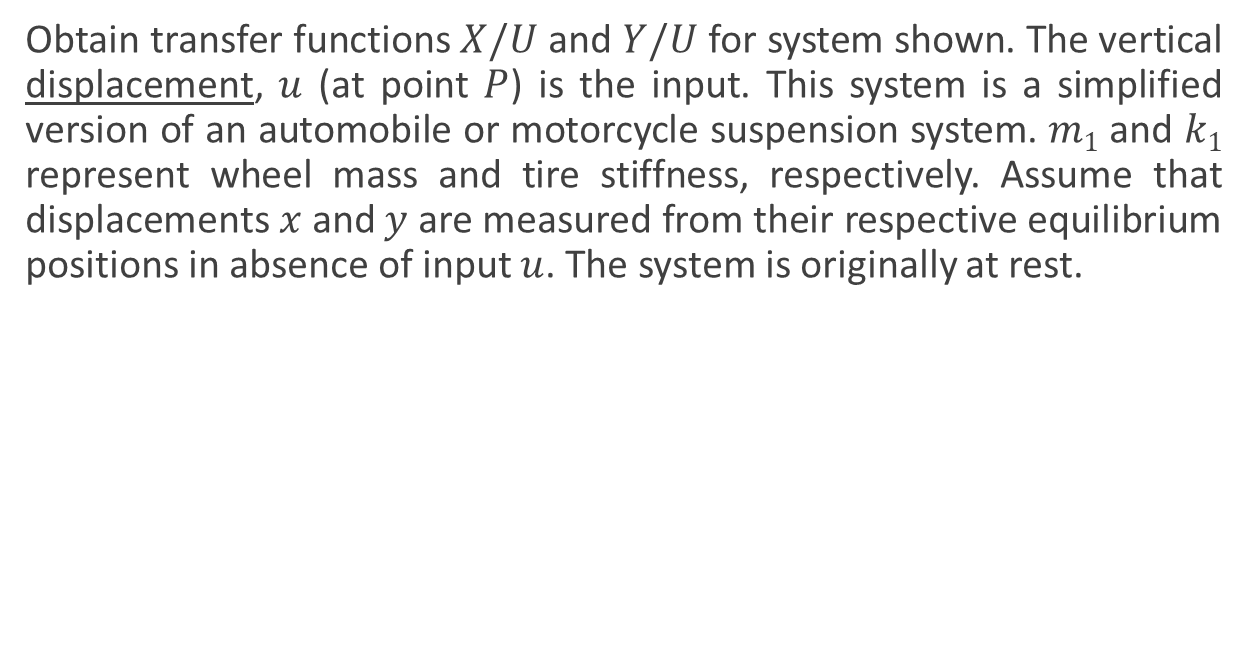 Obtain transfer functions X/U and Y/U for system shown. The vertical
displacement, u (at point P) is the input. This system is a simplified
version of an automobile or motorcycle suspension system. m₁ and k₁
represent wheel mass and tire stiffness, respectively. Assume that
displacements x and y are measured from their respective equilibrium
positions in absence of input u. The system is originally at rest.